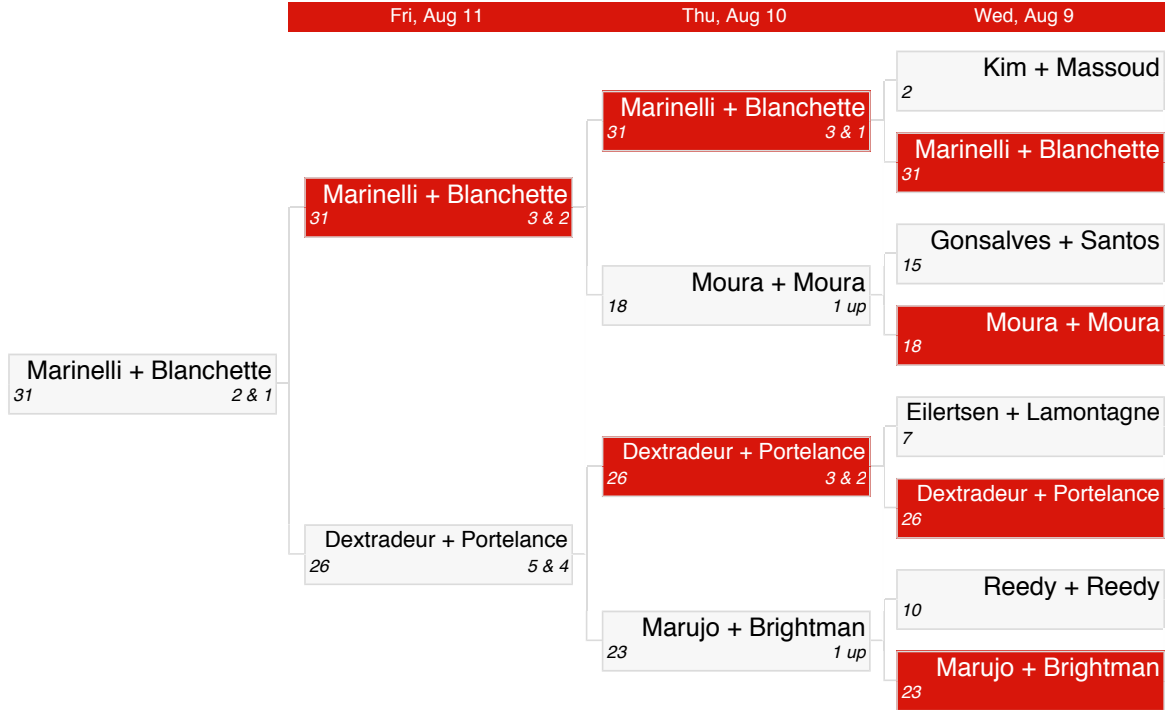 Fri, Aug 11 Thu, Aug 10 Wed, Aug 9
Kim + Massoud
2
Marinelli + Blanchette
31 3 & 1
Marinelli + Blanchette
31
Marinelli + Blanchette
31 3 & 2
Gonsalves + Santos
15
Moura + Moura
18 1 up
Moura + Moura
18
Marinelli + Blanchette
31 2 & 1
Eilertsen + Lamontagne
7
Dextradeur + Portelance
26 3 & 2
Dextradeur + Portelance
26
Dextradeur + Portelance
26 5 & 4
Reedy + Reedy
10
Marujo + Brightman
23 1 up
Marujo + Brightman
23